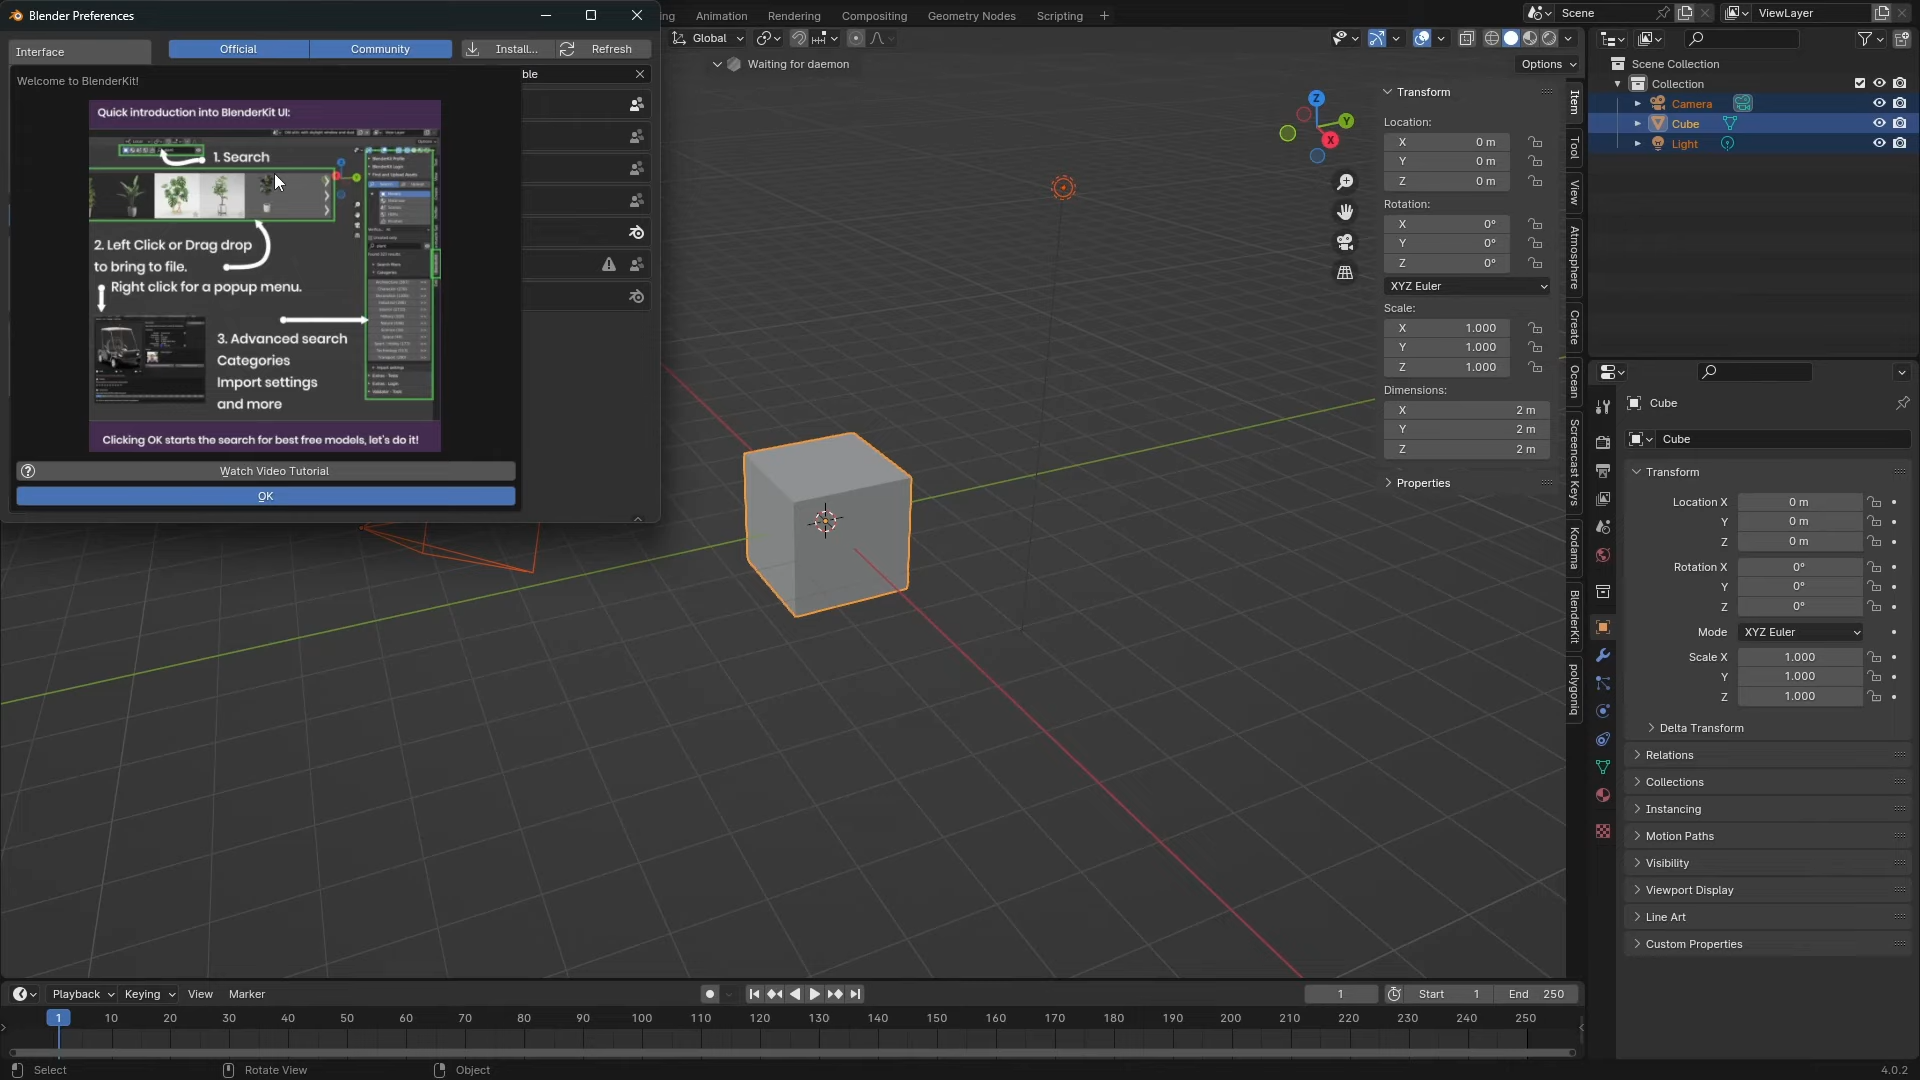 Blender Preferences
ng
Animation
Rendering
Compositing
Geometry Nodes
Scripting
Scene
ViewLayer
Interface
Official
Community
Install...
Refresh
Global
ble
Waiting for daemon
Options
Welcome to BlenderKit!
Quick introduction into BlenderKit UI:
1. Search
2. Left Click or Drag drop
to bring to file.
Right click for a popup menu.
3. Advanced search
Categories
Import settings
and more
Clicking OK starts the search for best free models, let's do it!
Watch Video Tutorial
OK
Z
Y
X
Transform
Location:
X 0 m
Y 0 m
Z 0 m
Rotation:
X 0°
Y 0°
Z 0°
XYZ Euler
Scale:
X 1.000
Y 1.000
Z 1.000
Dimensions:
X 2 m
Y 2 m
Z 2 m
Properties
Item
Tool
View
Atmosphere
Create
Ocean
Screencast Keys
Kodama
BlenderKit
polygoniq
Scene Collection
Collection
Camera
Cube
Light
Cube
Cube
Transform
Location X 0 m
Y 0 m
Z 0 m
Rotation X 0°
Y 0°
Z 0°
Mode XYZ Euler
Scale X 1.000
Y 1.000
Z 1.000
Delta Transform
Relations
Collections
Instancing
Motion Paths
Visibility
Viewport Display
Line Art
Custom Properties
Playback
Keying
View
Marker
1
Start 1
End 250
1 10 20 30 40 50 60 70 80 90 100 110 120 130 140 150 160 170 180 190 200 210 220 230 240 250
Select
Rotate View
Object
4.0.2